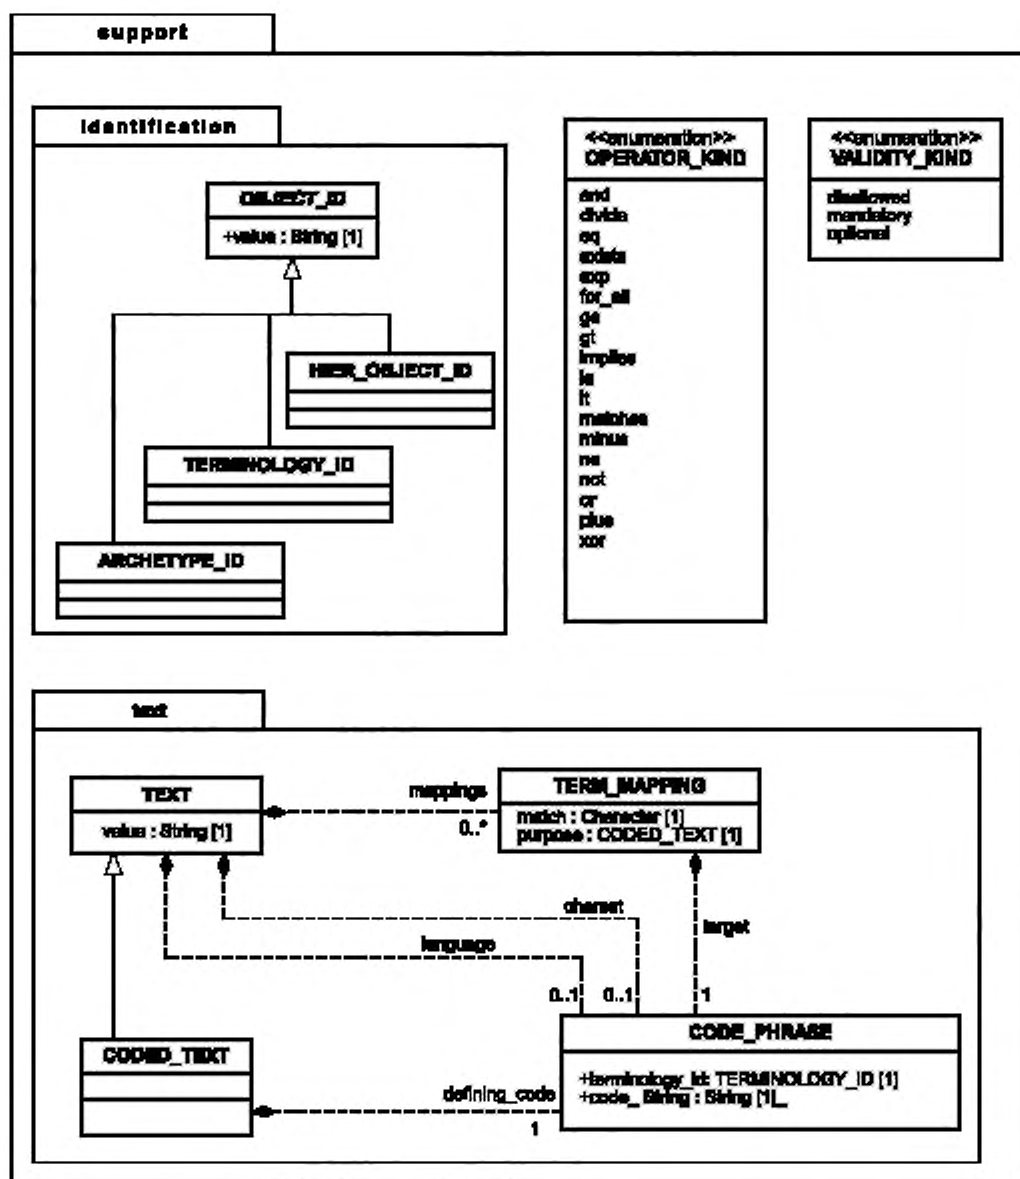 support
identification
OBJECT_ID
+value : String [1]
HIER_OBJECT_ID
TERMINOLOGY_ID
ARCHETYPE_ID
<<enumeration>>
OPERATOR_KIND
and
divide
eq
exists
exp
for_all
ge
gt
implies
le
lt
matches
minus
ne
not
or
plus
xor
<<enumeration>>
VALIDITY_KIND
disallowed
mandatory
optional
text
TEXT
value : String [1]
mappings
0..*
TERM_MAPPING
match : Character [1]
purpose : CODED_TEXT [1]
charset
language
target
0..1
0..1
1
CODED_TEXT
defining_code
1
CODE_PHRASE
+terminology_id: TERMINOLOGY_ID [1]
+code_ String : String [1]_